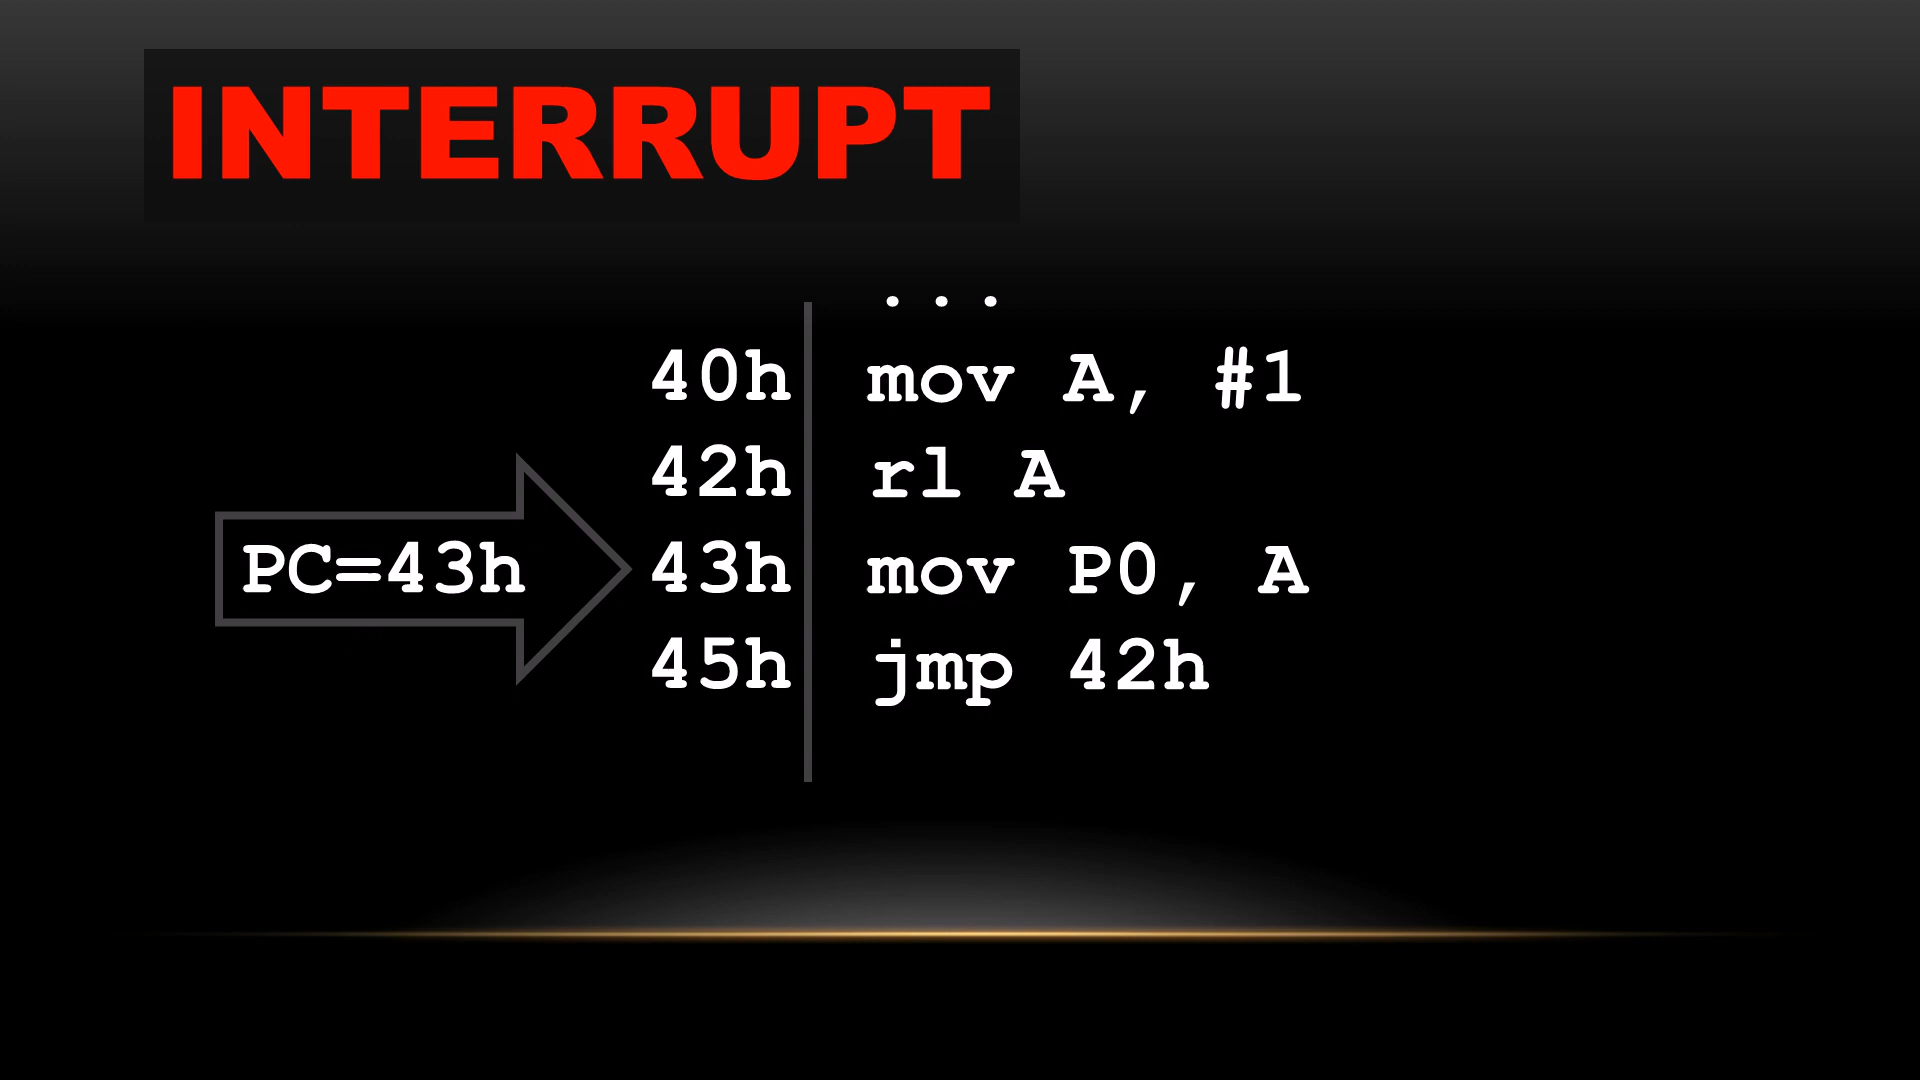 INTERRUPT
...
40h mov A, #1
42h rl A
PC=43h 43h mov P0, A
45h jmp 42h